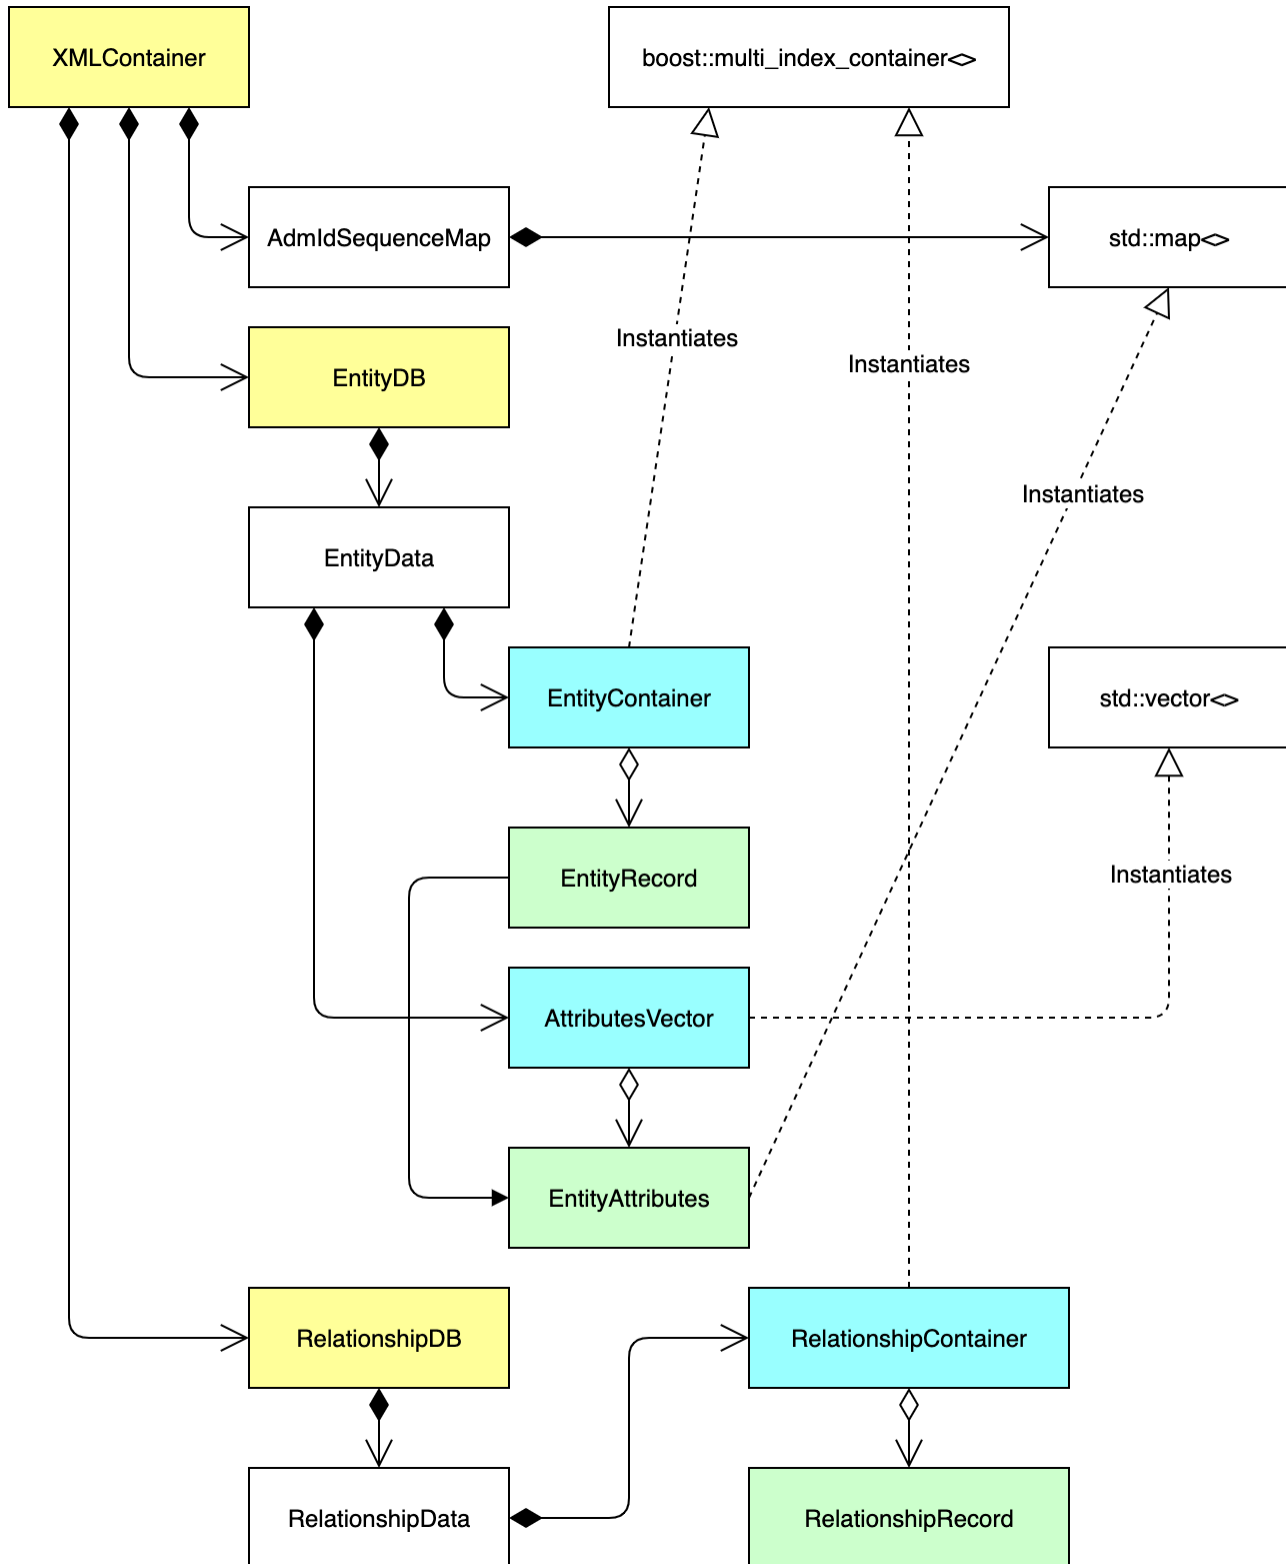 XMLContainer
boost::multi_index_container<>
AdmIdSequenceMap
std::map<>
Instantiates
Instantiates
EntityDB
Instantiates
EntityData
EntityContainer
std::vector<>
EntityRecord
Instantiates
AttributesVector
EntityAttributes
RelationshipDB
RelationshipContainer
RelationshipData
RelationshipRecord